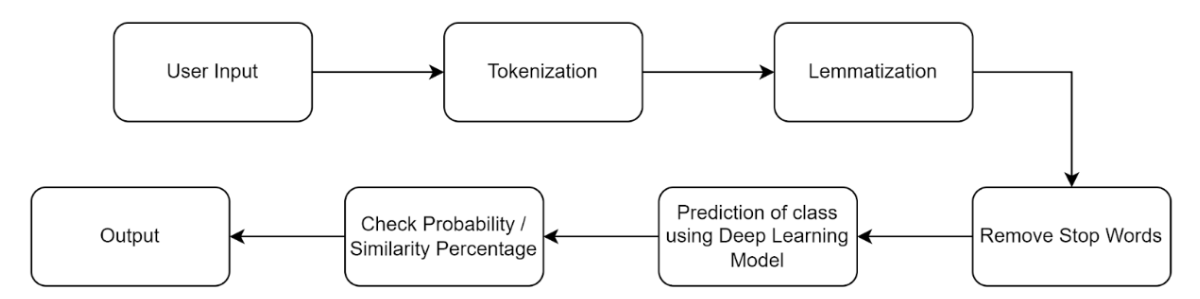 User Input
Tokenization
Lemmatization
Remove Stop Words
Prediction of class
using Deep Learning
Model
Check Probability /
Similarity Percentage
Output